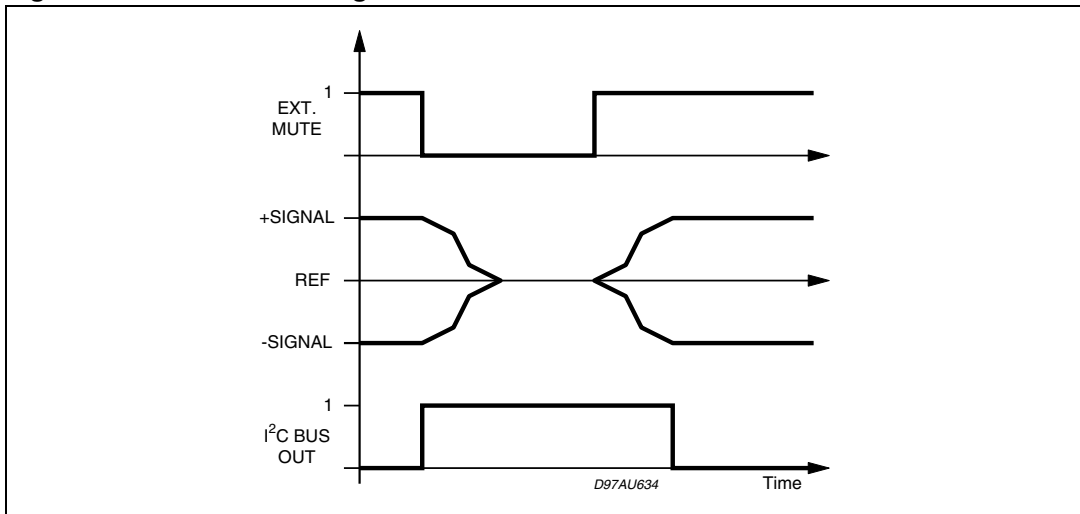 1
EXT.
MUTE
+SIGNAL
REF
-SIGNAL
1
I²C BUS
OUT
D97AU634
Time